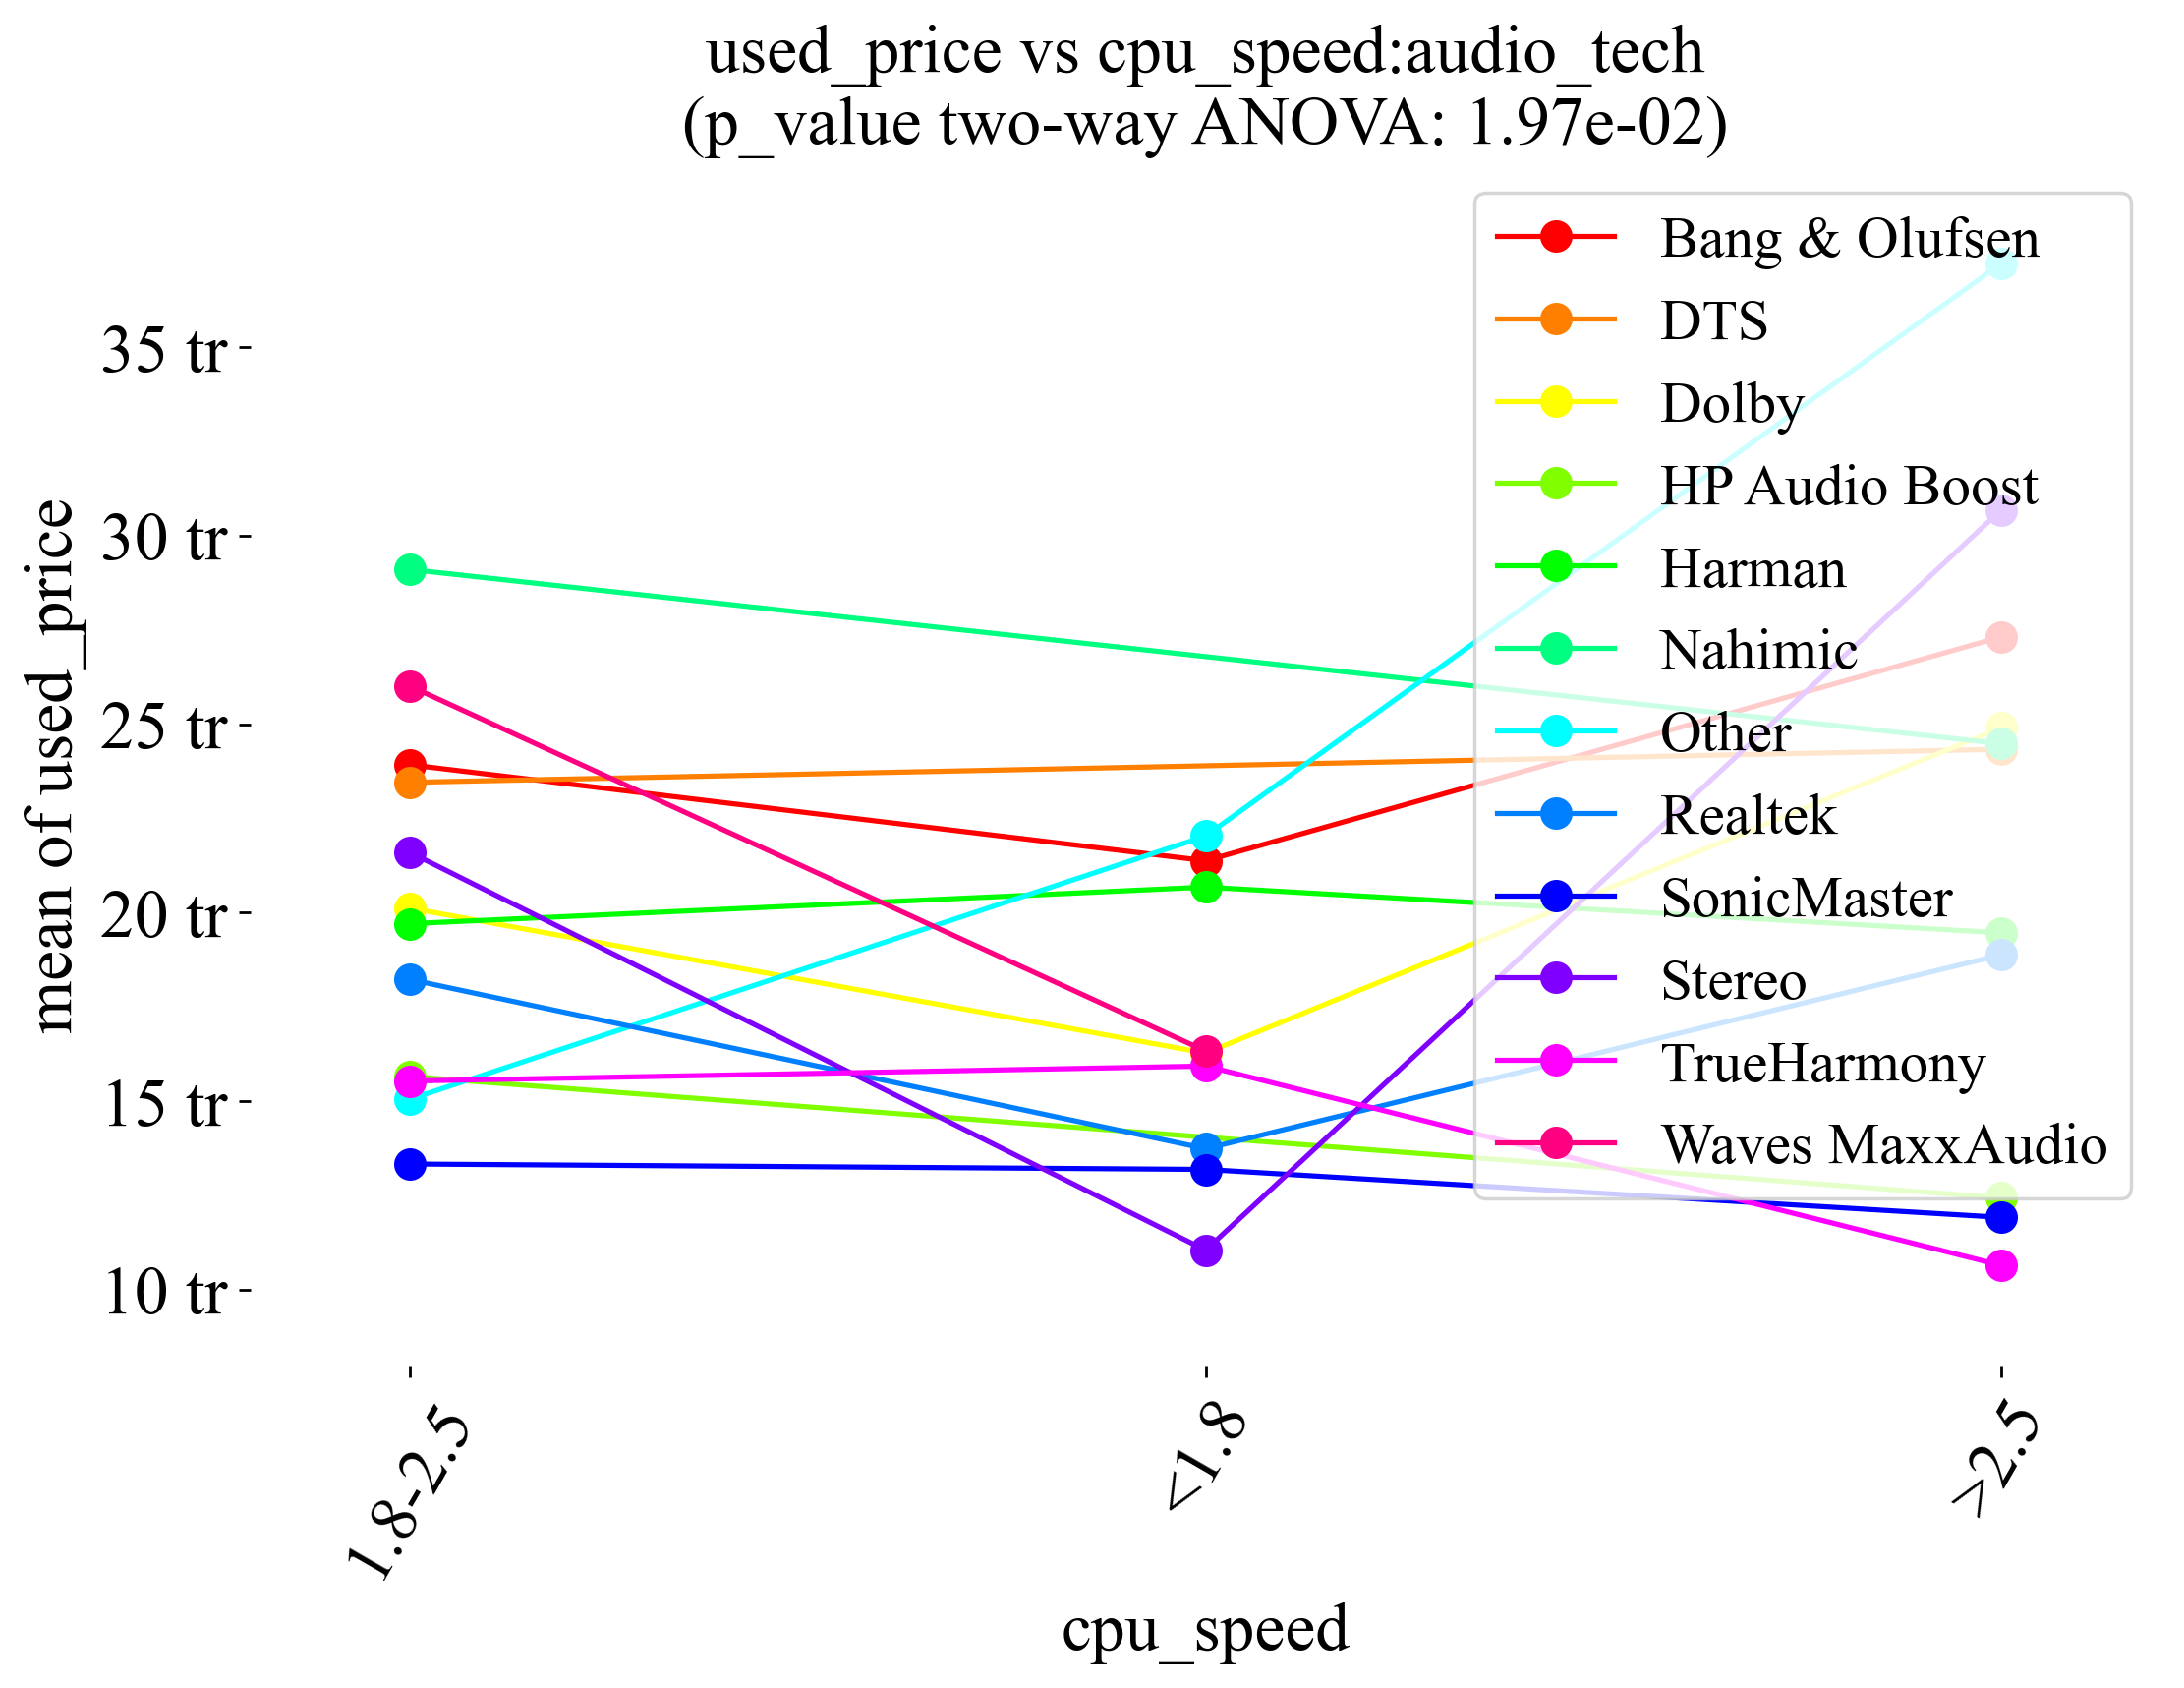 used_price vs cpu_speed:audio_tech
(p_value two-way ANOVA: 1.97e-02)
Bang & Olufsen
DTS
Dolby
HP Audio Boost
Harman
Nahimic
Other
Realtek
SonicMaster
Stereo
TrueHarmony
Waves MaxxAudio
mean of used_price
35 tr
30 tr
25 tr
20 tr
15 tr
10 tr
1.8-2.5
<1.8
>2.5
cpu_speed